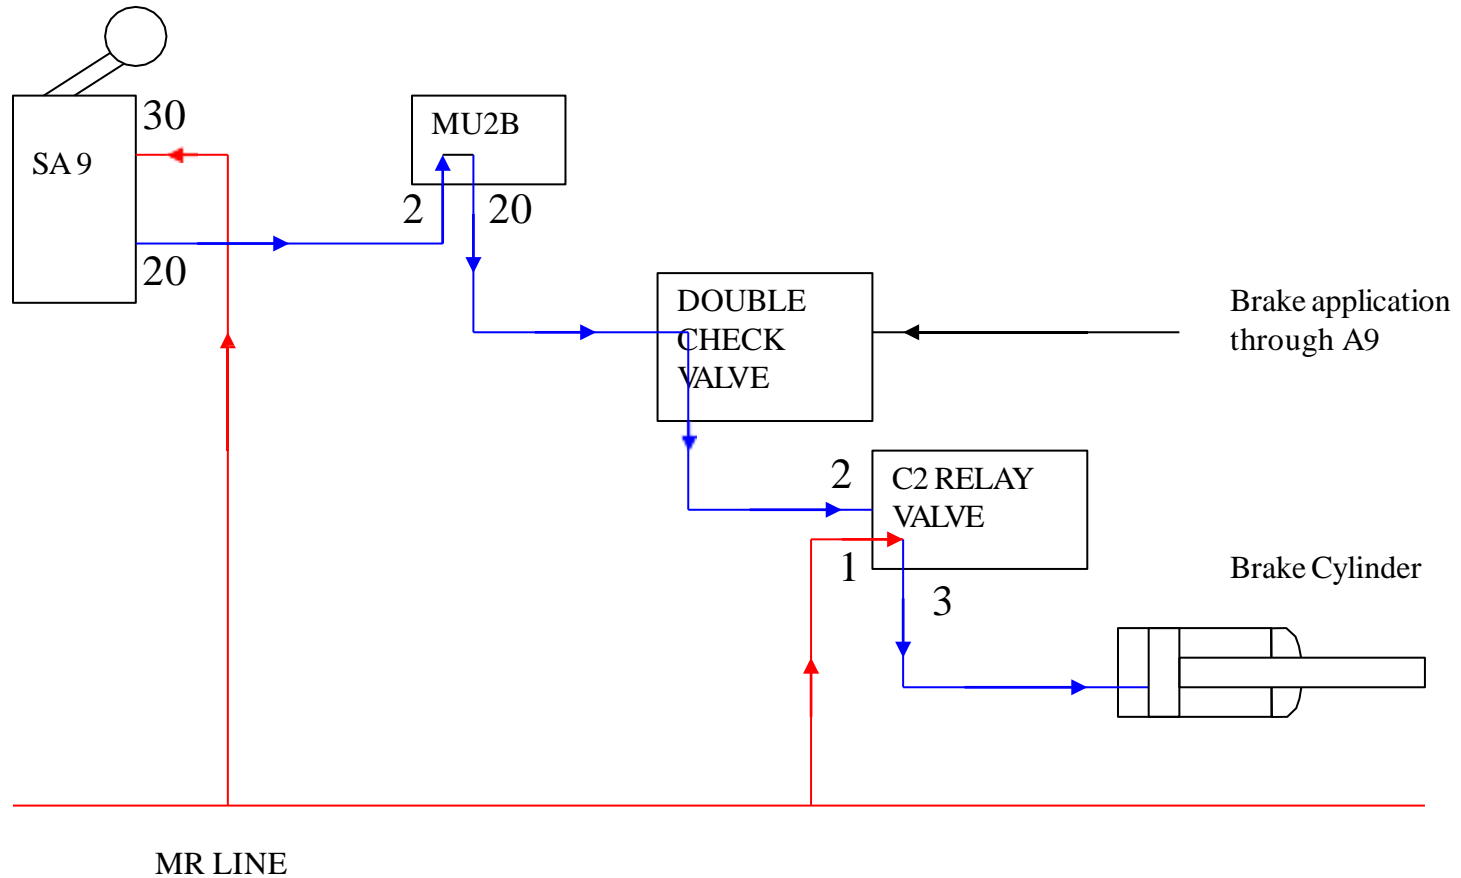 30
SA 9
20
MU2B
2
20
DOUBLE
CHECK
VALVE
Brake application
through A9
2
C2 RELAY
VALVE
1
3
Brake Cylinder
MR LINE